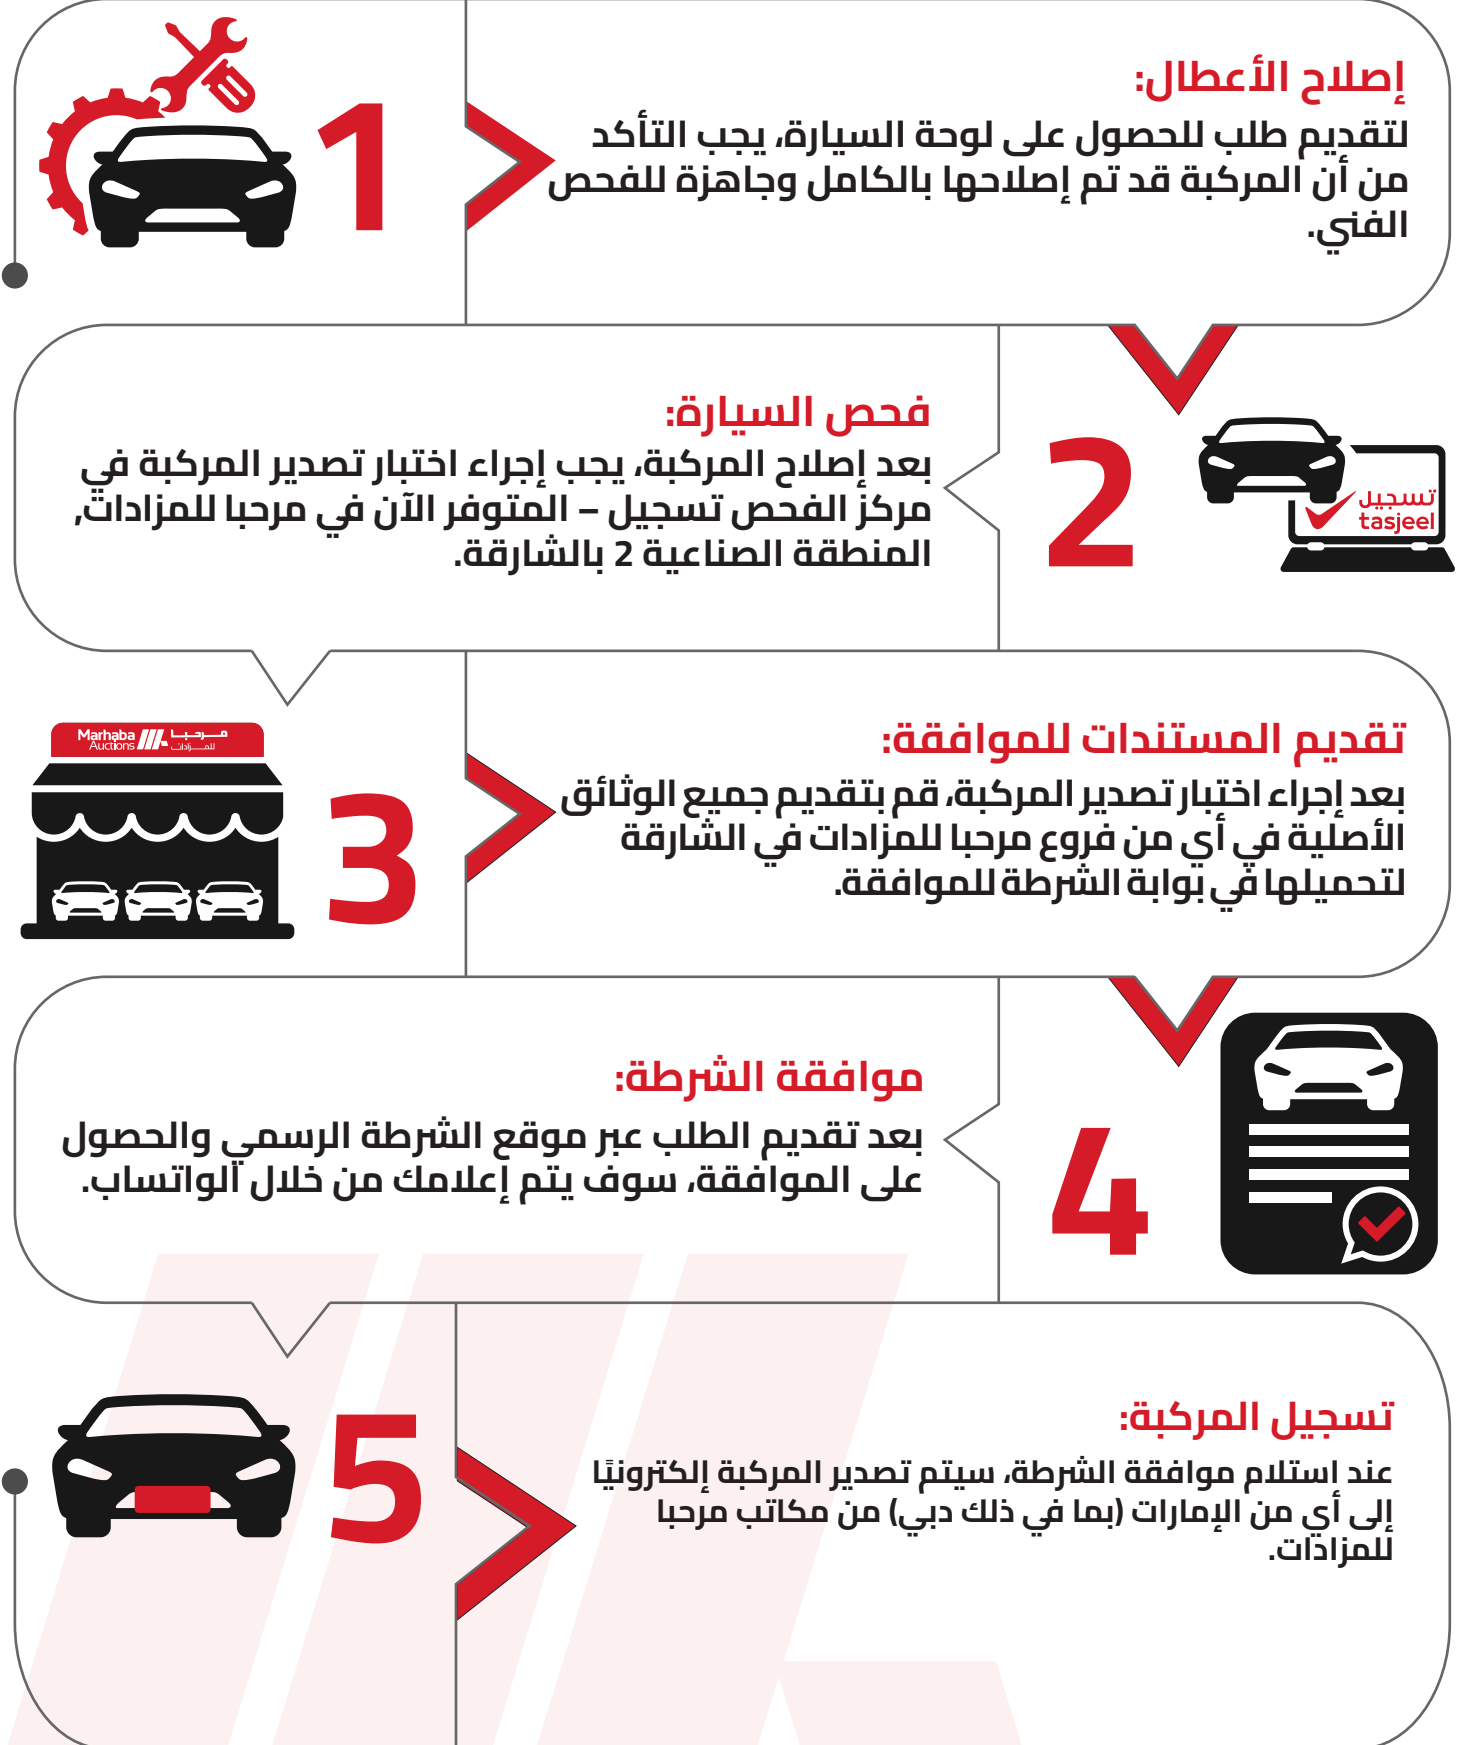 1
إصلاح الأعطال:
لتقديم طلب للحصول على لوحة السيارة، يجب التأكد
من أن المركبة قد تم إصلاحها بالكامل وجاهزة للفحص
الفني.
2
فحص السيارة:
بعد إصلاح المركبة، يجب إجراء اختبار تصدير المركبة في
مركز الفحص تسجيل – المتوفر الآن في مرحبا للمزادات,
المنطقة الصناعية 2 بالشارقة.
تسجيل
tasjeel
3
تقديم المستندات للموافقة:
بعد إجراء اختبار تصدير المركبة، قم بتقديم جميع الوثائق
الأصلية في أي من فروع مرحبا للمزادات في الشارقة
لتحميلها في بوابة الشرطة للموافقة.
Marhaba
Auctions
مرحبا
للمزادات
4
موافقة الشرطة:
بعد تقديم الطلب عبر موقع الشرطة الرسمي والحصول
على الموافقة، سوف يتم إعلامك من خلال الواتساب.
5
تسجيل المركبة:
عند استلام موافقة الشرطة، سيتم تصدير المركبة إلكترونيًا
إلى أي من الإمارات (بما في ذلك دبي) من مكاتب مرحبا
للمزادات.